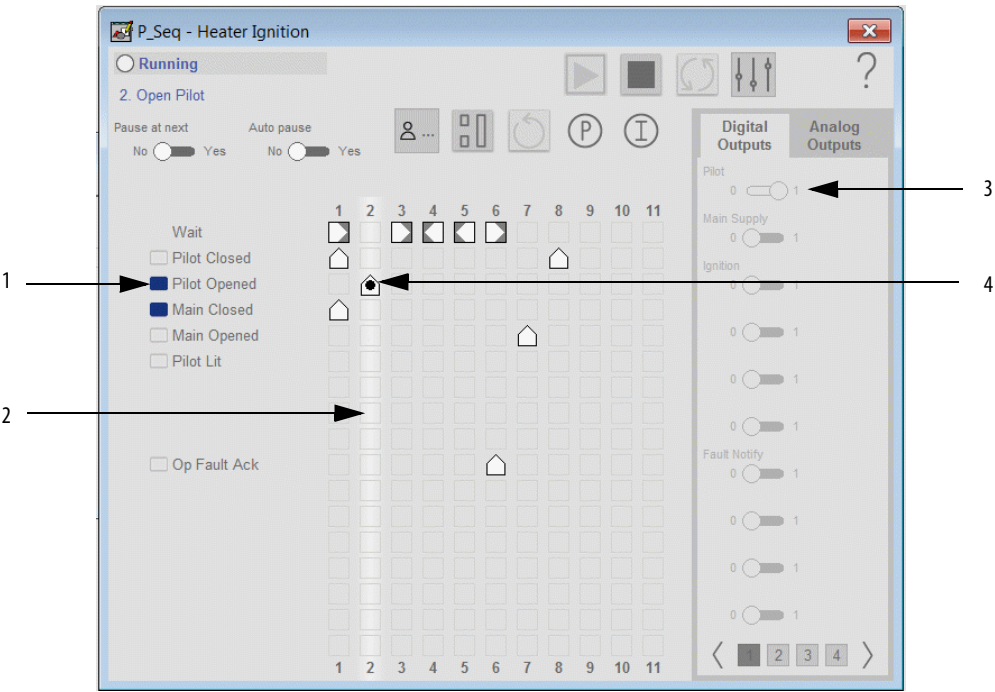 P_Seq - Heater Ignition
Running
2. Open Pilot
?
Pause at next
No Yes
Auto pause
No Yes
...
P
I
Digital Outputs
Analog Outputs
Pilot
0 1
3
Main Supply
0 1
Ignition
0 1
0 1
0 1
0 1
Fault Notify
0 1
0 1
0 1
0 1
1 2 3 4
1 2 3 4 5 6 7 8 9 10 11
Wait
Pilot Closed
1
Pilot Opened
4
Main Closed
Main Opened
Pilot Lit
2
Op Fault Ack
1 2 3 4 5 6 7 8 9 10 11